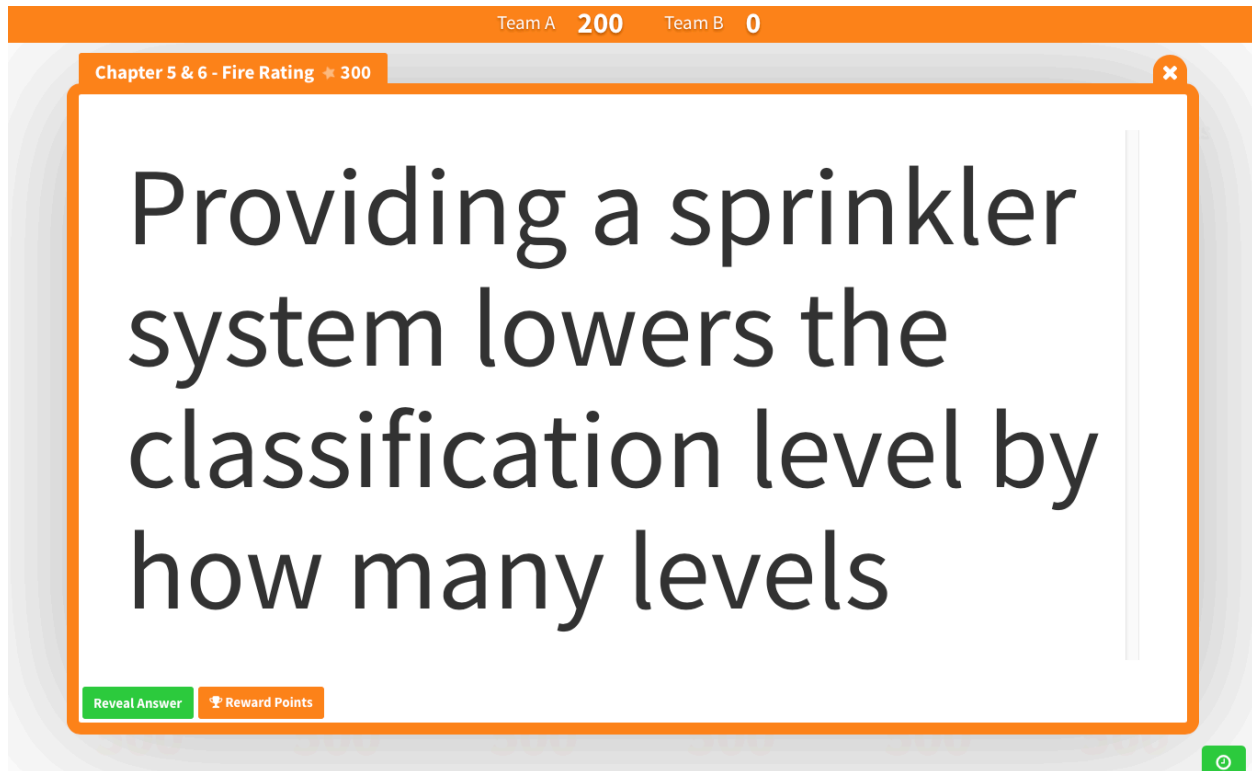 Team A 200 Team B 0
Chapter 5 & 6 - Fire Rating ★ 300
Providing a sprinkler
system lowers the
classification level by
how many levels
Reveal Answer Reward Points